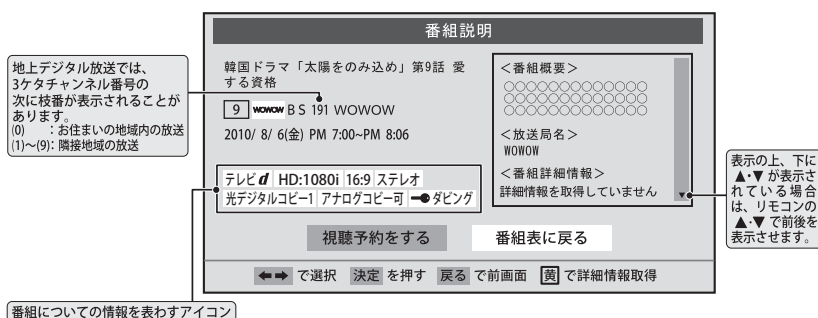 番組説明
地上デジタル放送では、
3ケタチャンネル番号の
次に枝番が表示されることが
あります。
(0)　：お住まいの地域内の放送
(1)～(9)：隣接地域の放送
韓国ドラマ「太陽をのみ込め」第9話 愛
する資格
9 WOWOW BS 191 WOWOW
2010/ 8/ 6(金) PM 7:00~PM 8:06
テレビd HD:1080i 16:9 ステレオ
光デジタルコピー1 アナログコピー可 ダビング
＜番組概要＞
○○○○○○○○○○○○○
○○○○○○○○○○○○○
○○○○○○○○○○○○○
＜放送局名＞
WOWOW
＜番組詳細情報＞
詳細情報を取得していません
▼
表示の上、下に
▲・▼ が表示さ
れている場合
は、リモコンの
▲・▼ で前後を
表示させます。
視聴予約をする
番組表に戻る
←→ で選択 決定 を押す 戻る で前画面 黄 で詳細情報取得
番組についての情報を表わすアイコン